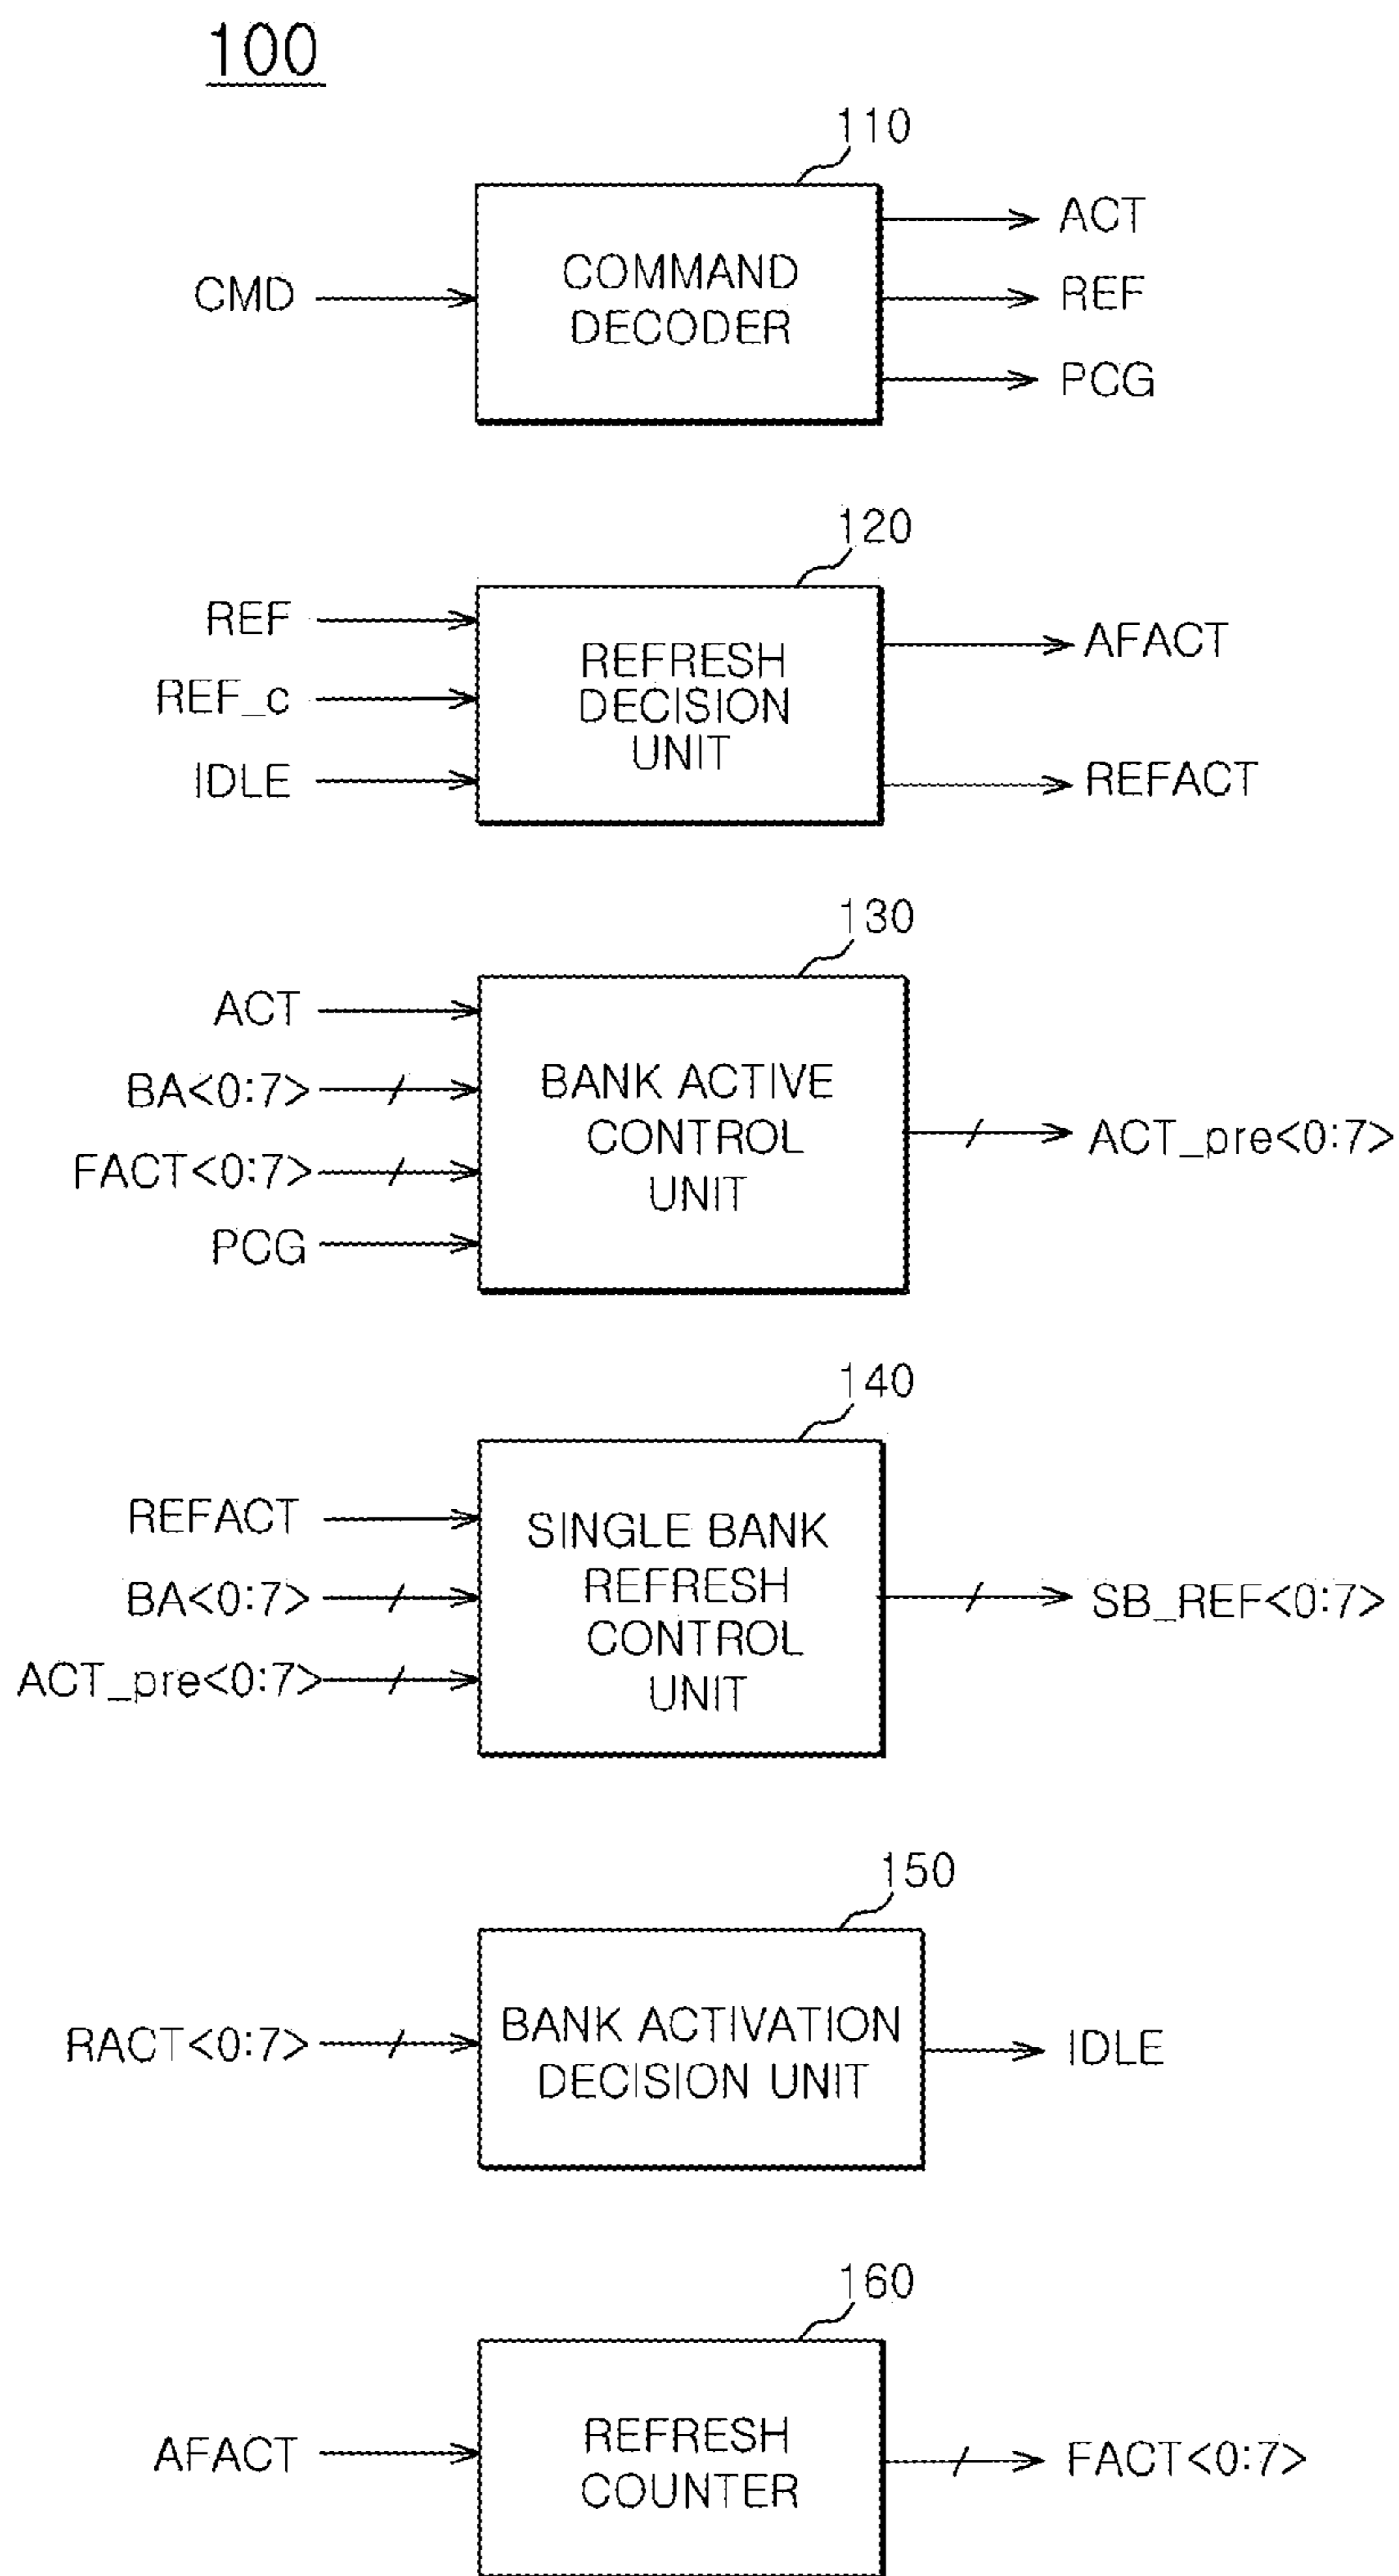 100
110
CMD
COMMAND
DECODER
ACT
REF
PCG
120
REF
REF_c
IDLE
REFRESH
DECISION
UNIT
AFACT
REFACT
130
ACT
BA<0:7>
FACT<0:7>
PCG
BANK ACTIVE
CONTROL
UNIT
ACT_pre<0:7>
140
REFACT
BA<0:7>
ACT_pre<0:7>
SINGLE BANK
REFRESH
CONTROL
UNIT
SB_REF<0:7>
150
RACT<0:7>
BANK ACTIVATION
DECISION UNIT
IDLE
160
AFACT
REFRESH
COUNTER
FACT<0:7>